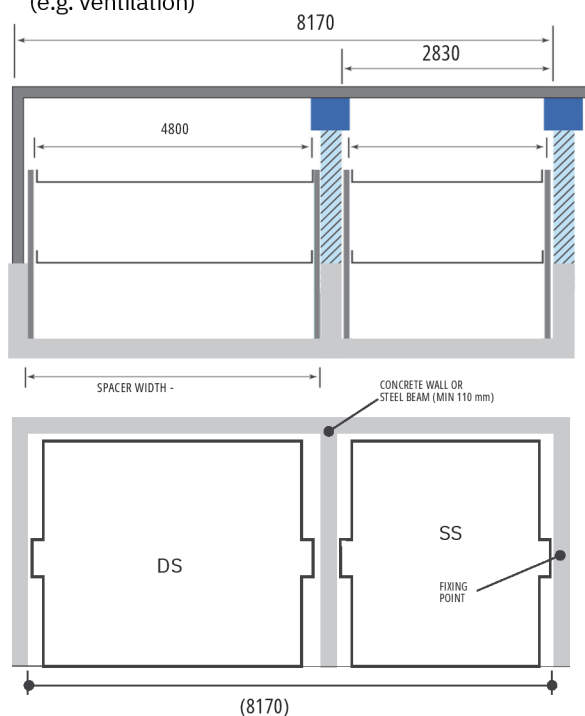 (e.g. ventilation)
8170
2830
4800
SPACER WIDTH -
CONCRETE WALL OR
STEEL BEAM (MIN 110 mm)
DS
SS
FIXING
POINT
(8170)